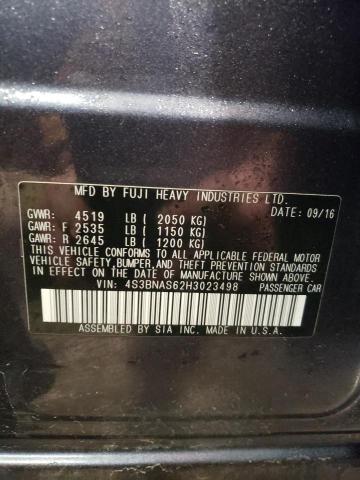 MFD BY FUJI HEAVY INDUSTRIES LTD.
GVWR: 4519 LB ( 2050 KG) DATE: 09/16
GAWR: F 2535 LB ( 1150 KG)
GAWR: R 2645 LB ( 1200 KG)
THIS VEHICLE CONFORMS TO ALL APPLICABLE FEDERAL MOTOR
VEHICLE SAFETY,BUMPER,AND THEFT PREVENTION STANDARDS IN
EFFECT ON THE DATE OF MANUFACTURE SHOWN ABOVE.
VIN: 4S3BNAS62H3023498 PASSENGER CAR
ASSEMBLED BY SIA INC. MADE IN U.S.A.